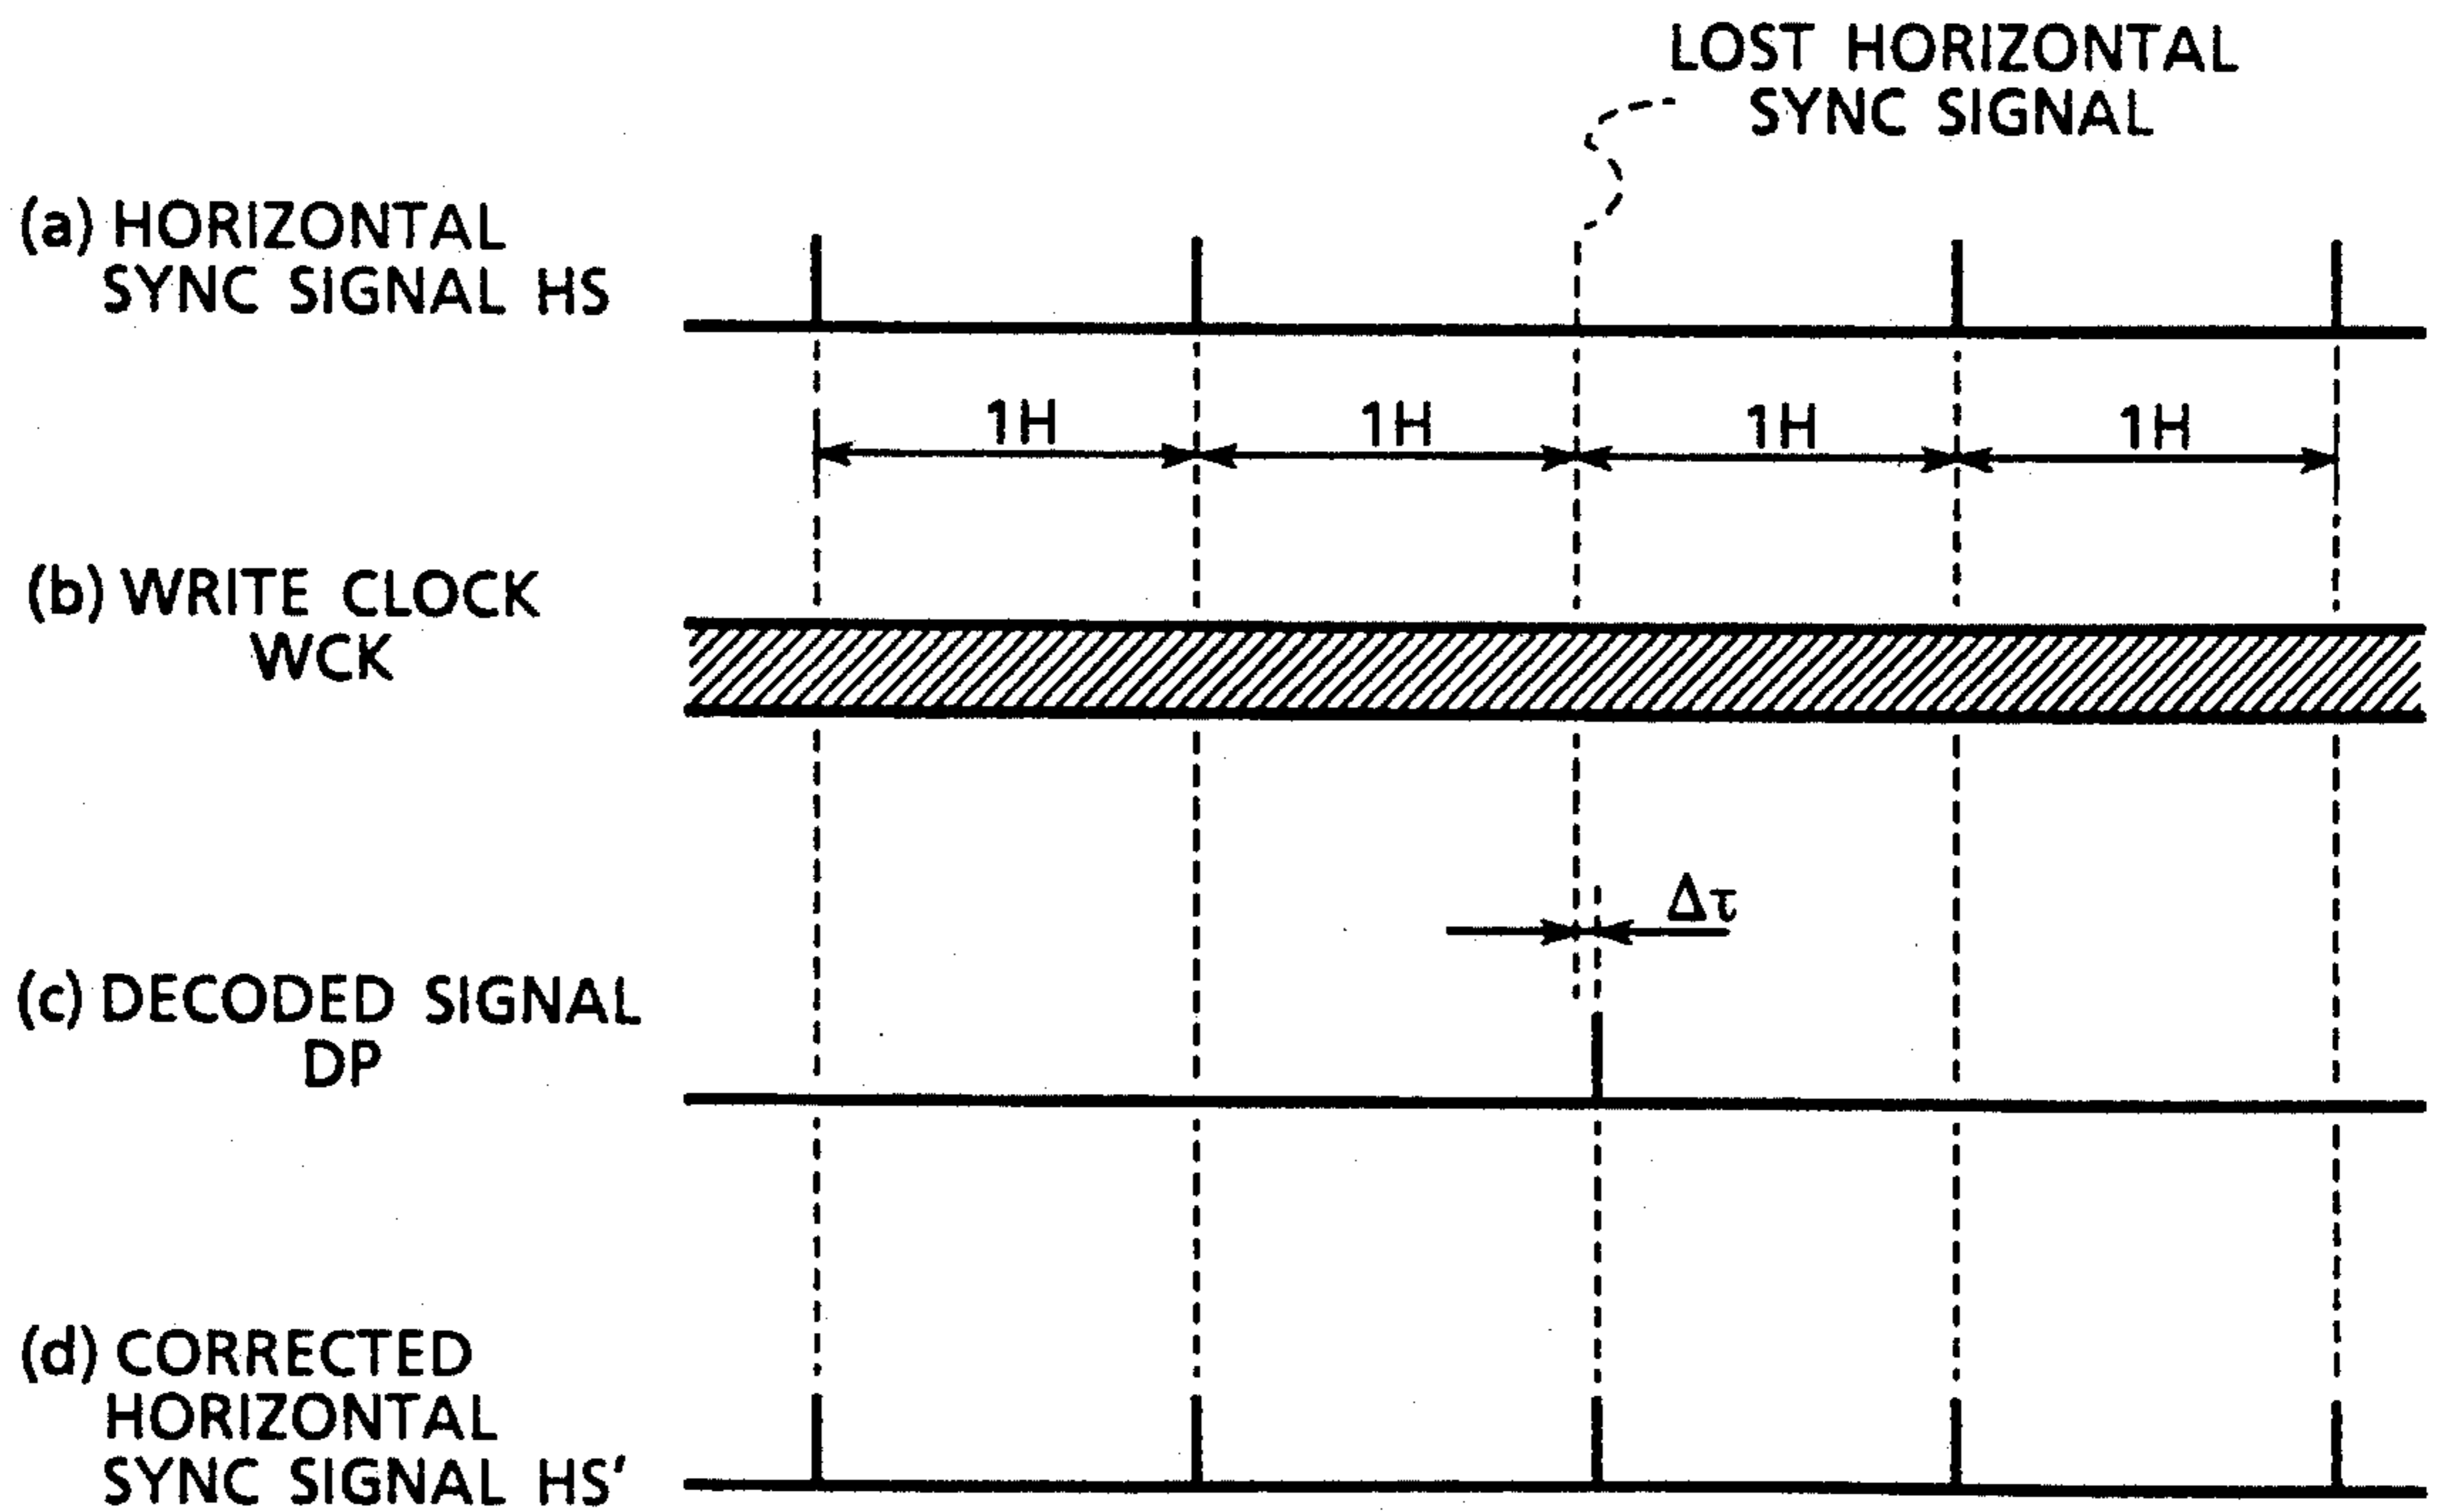 LOST HORIZONTAL
SYNC SIGNAL
(a) HORIZONTAL
SYNC SIGNAL HS
1H 1H 1H 1H
(b) WRITE CLOCK
WCK
Δτ
(c) DECODED SIGNAL
DP
(d) CORRECTED
HORIZONTAL
SYNC SIGNAL HS'